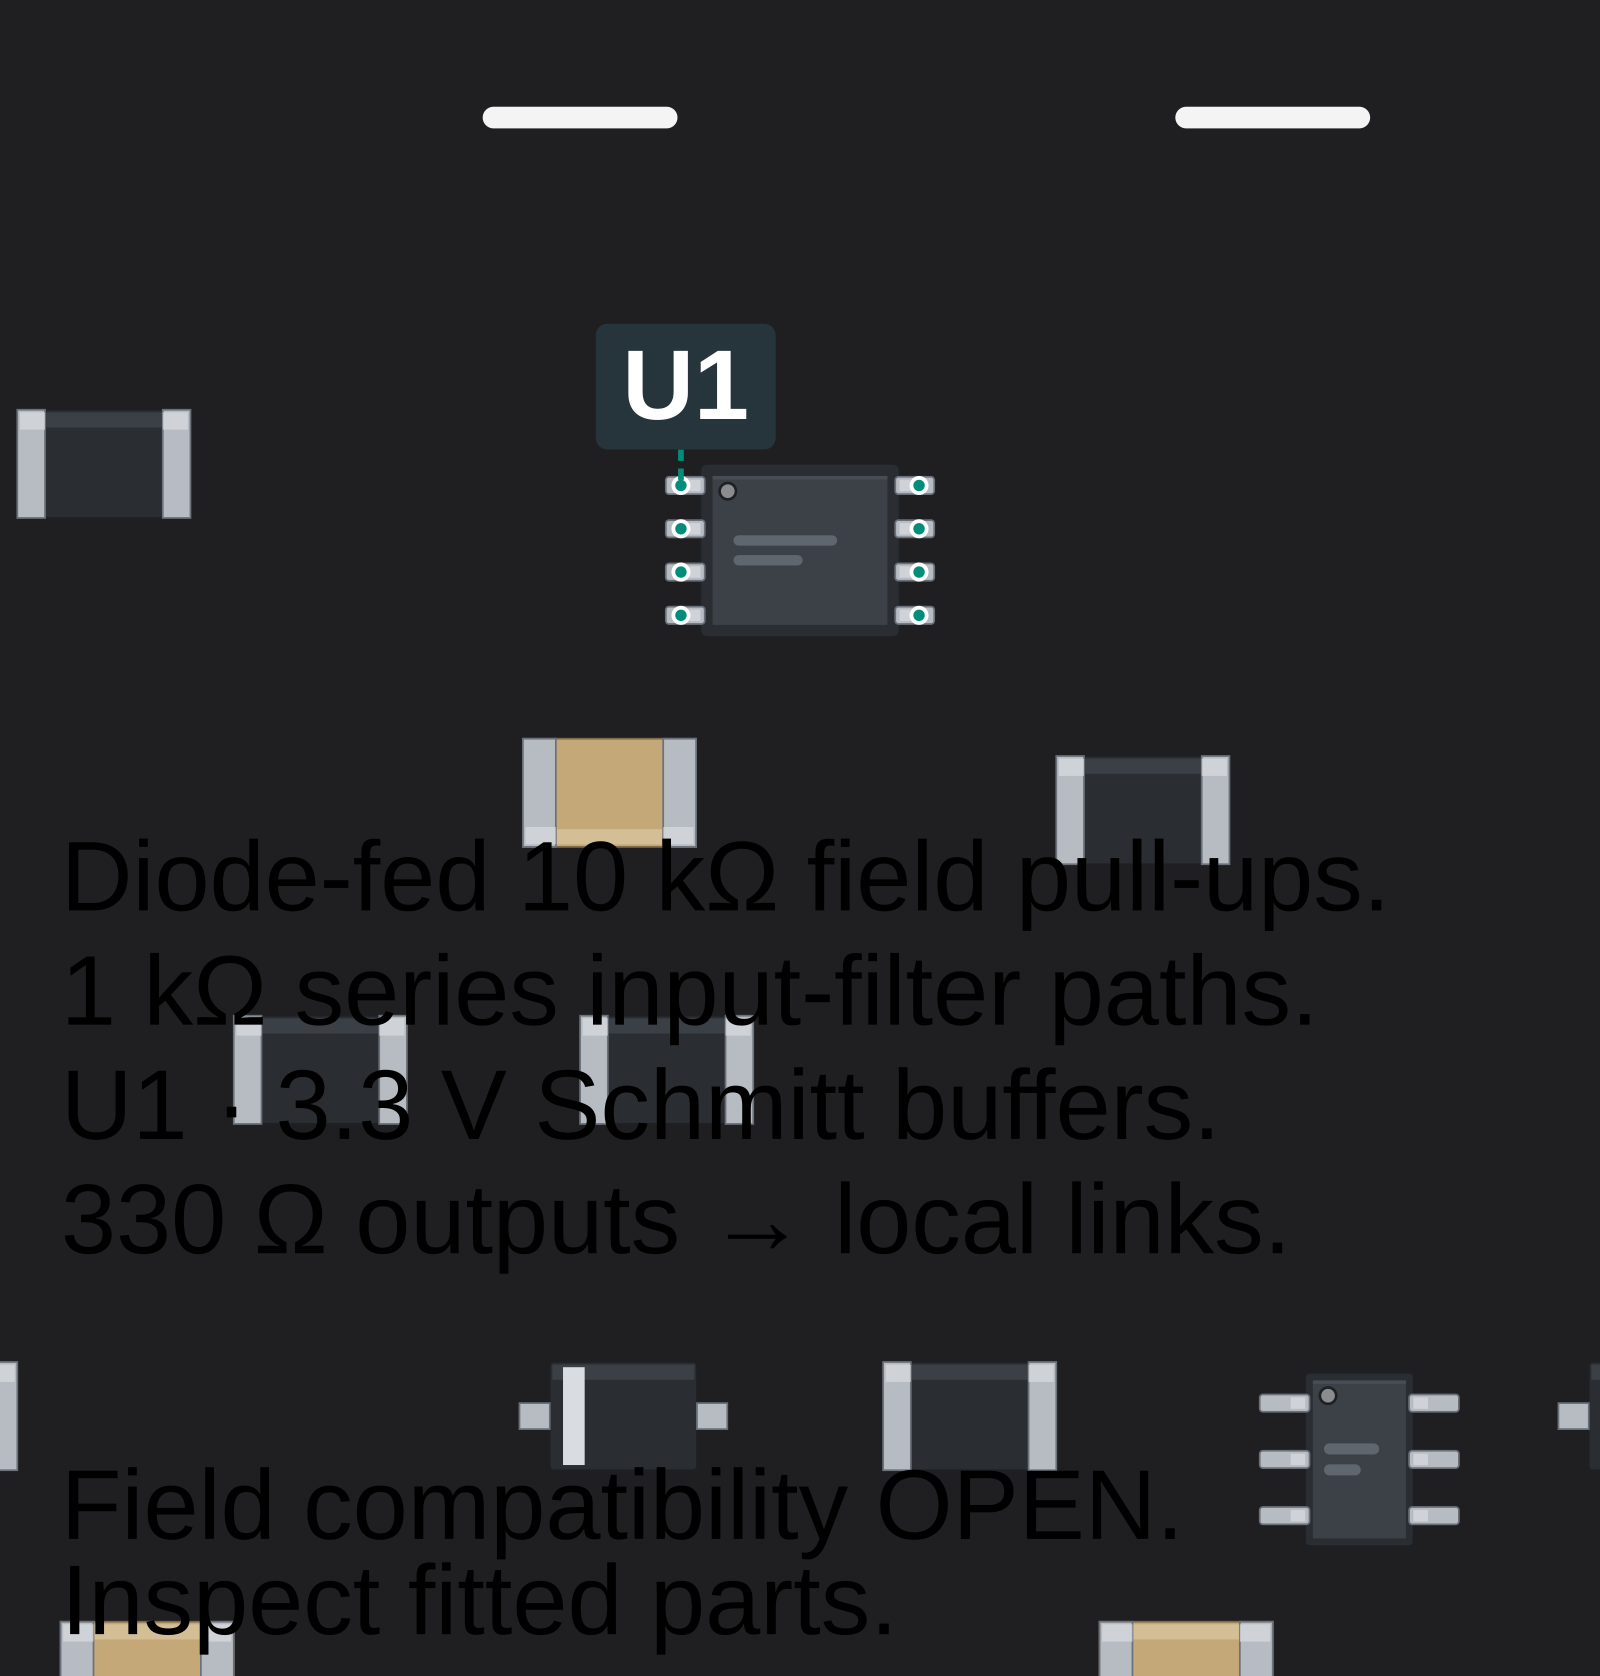 U1
Diode-fed 10 kΩ field pull-ups.
1 kΩ series input-filter paths.
U1 · 3.3 V Schmitt buffers.
330 Ω outputs → local links.
Field compatibility OPEN.
Inspect fitted parts.